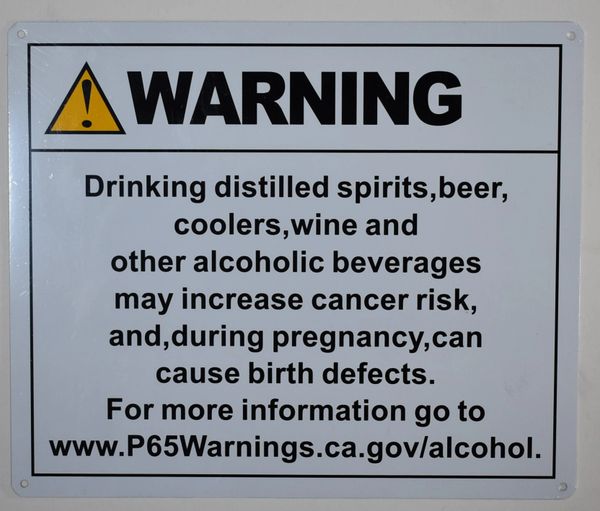 WARNING
Drinking distilled spirits,beer,
coolers,wine and
other alcoholic beverages
may increase cancer risk,
and,during pregnancy,can
cause birth defects.
For more information go to
www.P65Warnings.ca.gov/alcohol.